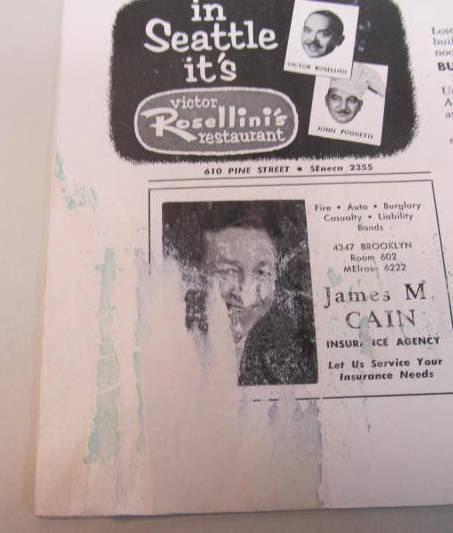 in
Seattle
it's
victor
Rosellini's
restaurant
VICTOR ROSELLINI
JOHN POGGETTI
610 PINE STREET • SEneca 2355
Fire • Auto • Burglary
Casualty • Liability
Bonds
4347 BROOKLYN
Room 602
MElrose 6222
James M
CAIN
INSURANCE AGENCY
Let Us Service Your
Insurance Needs